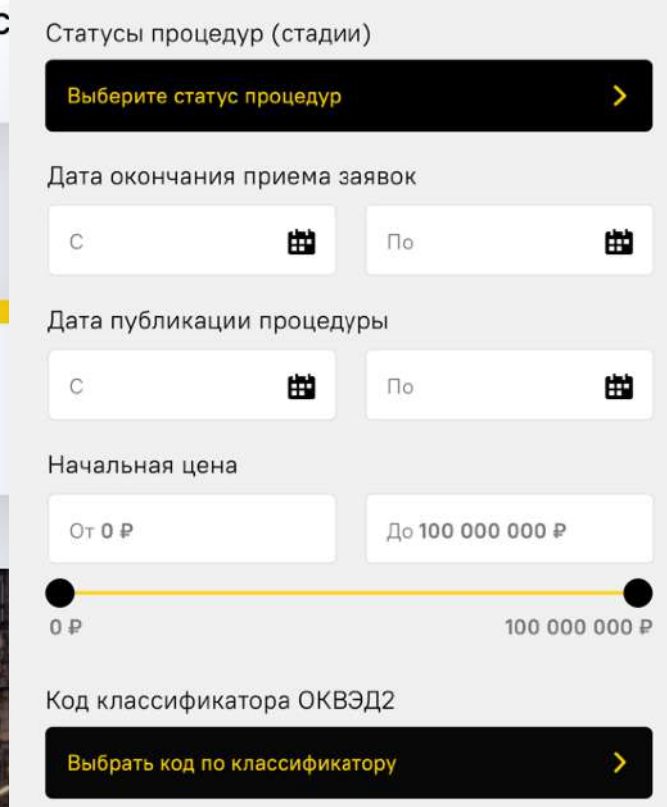 С
Статусы процедур (стадии)
Выберите статус процедур
Дата окончания приема заявок
С По
Дата публикации процедуры
С По
Начальная цена
От 0 ₽ До 100 000 000 ₽
0 ₽ 100 000 000 ₽
Код классификатора ОКВЭД2
Выбрать код по классификатору